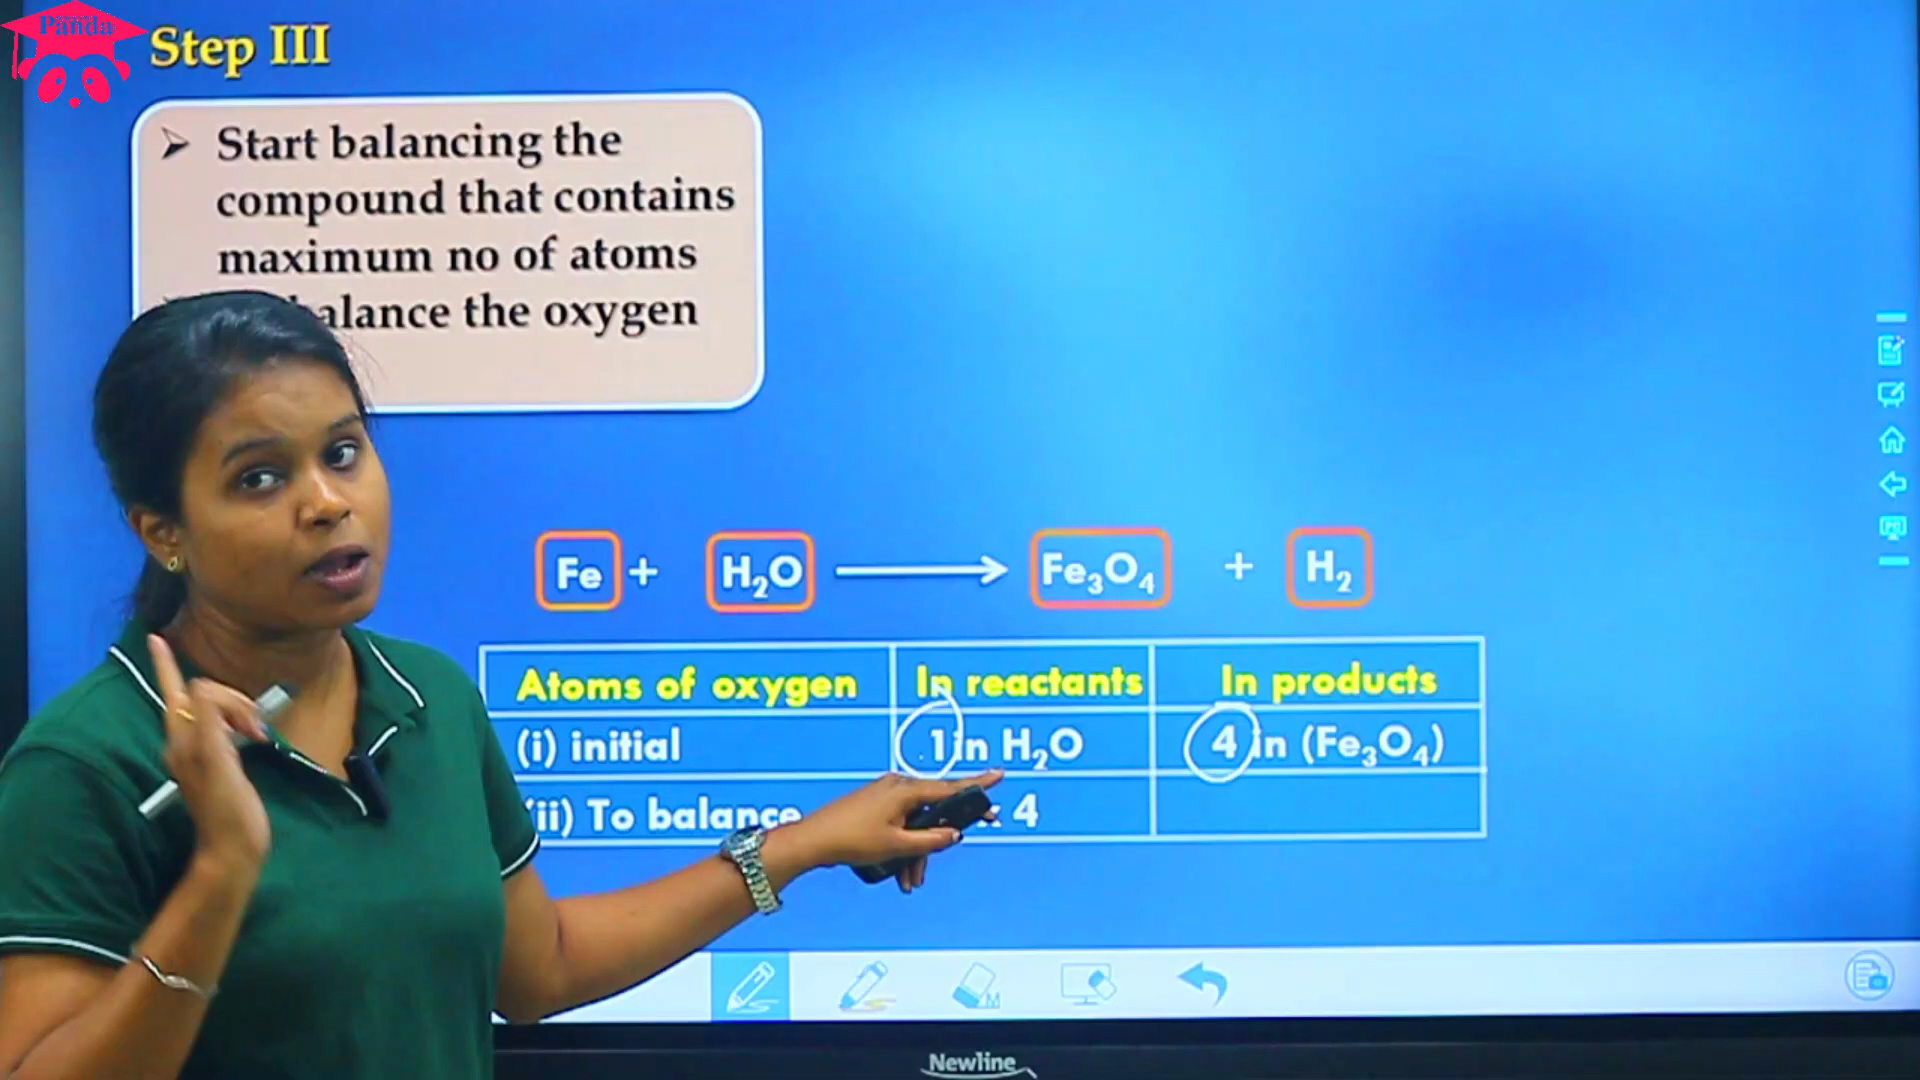 Panda
Step III
➤ Start balancing the
compound that contains
maximum no of atoms
balance the oxygen
Fe + H₂O ⟶ Fe₃O₄ + H₂
Atoms of oxygen In reactants In products
(i) initial 1 in H₂O 4 in (Fe₃O₄)
(ii) To balance x 4
Newline